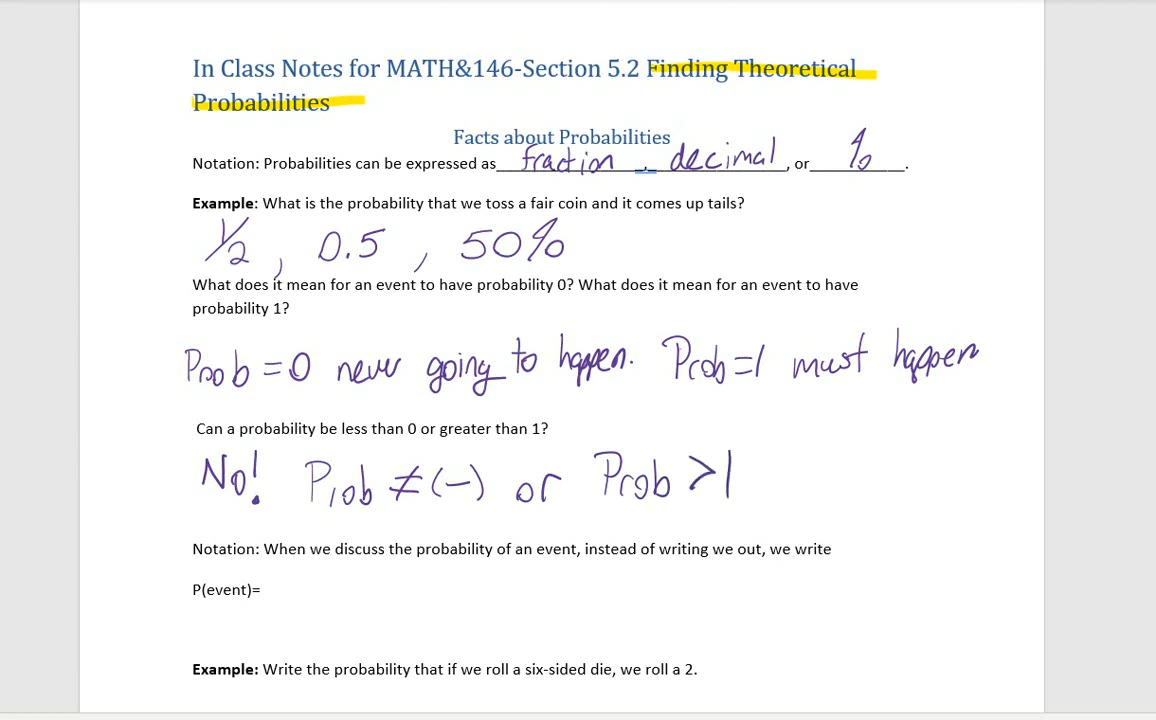 In Class Notes for MATH&146-Section 5.2 Finding Theoretical
Probabilities
Facts about Probabilities
Notation: Probabilities can be expressed as fraction, decimal, or %.
Example: What is the probability that we toss a fair coin and it comes up tails?
1/2, 0.5, 50%
What does it mean for an event to have probability 0? What does it mean for an event to have
probability 1?
Prob = 0 never going to happen. Prob = 1 must happen
Can a probability be less than 0 or greater than 1?
No! Prob ≠ (-) or Prob > 1
Notation: When we discuss the probability of an event, instead of writing we out, we write
P(event)=
Example: Write the probability that if we roll a six-sided die, we roll a 2.